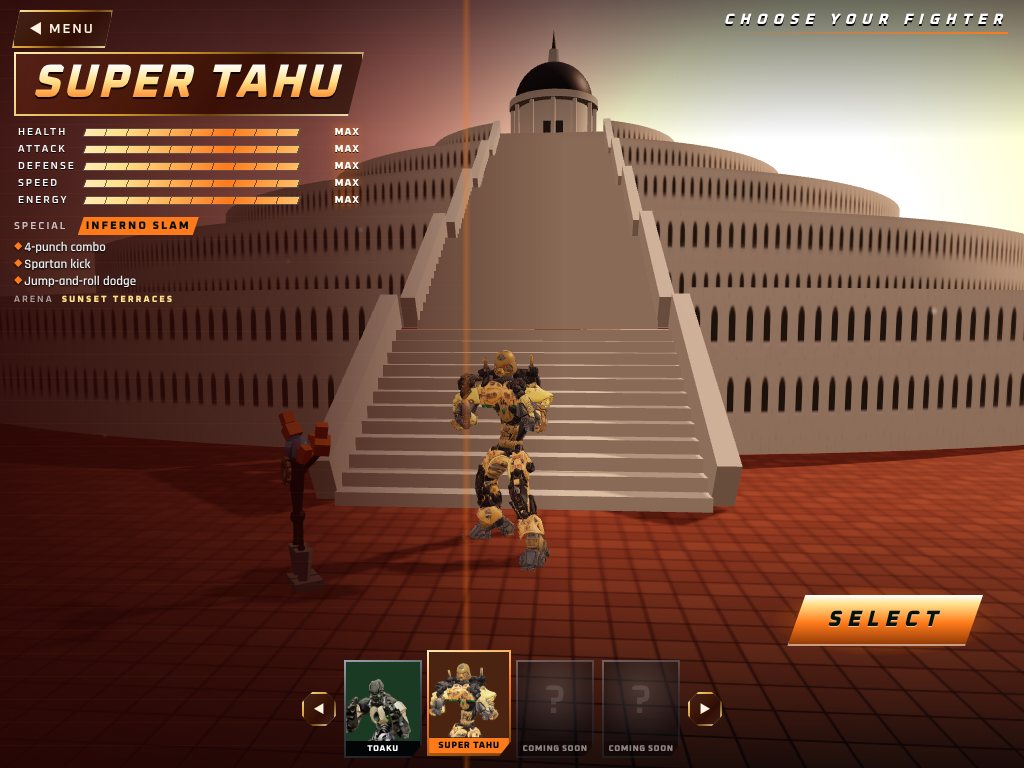 MENU
CHOOSE YOUR FIGHTER
SUPER TAHU
HEALTH MAX
ATTACK MAX
DEFENSE MAX
SPEED MAX
ENERGY MAX
SPECIAL INFERNO SLAM
4-punch combo
Spartan kick
Jump-and-roll dodge
ARENA SUNSET TERRACES
SELECT
? ?
TOAKU SUPER TAHU COMING SOON COMING SOON